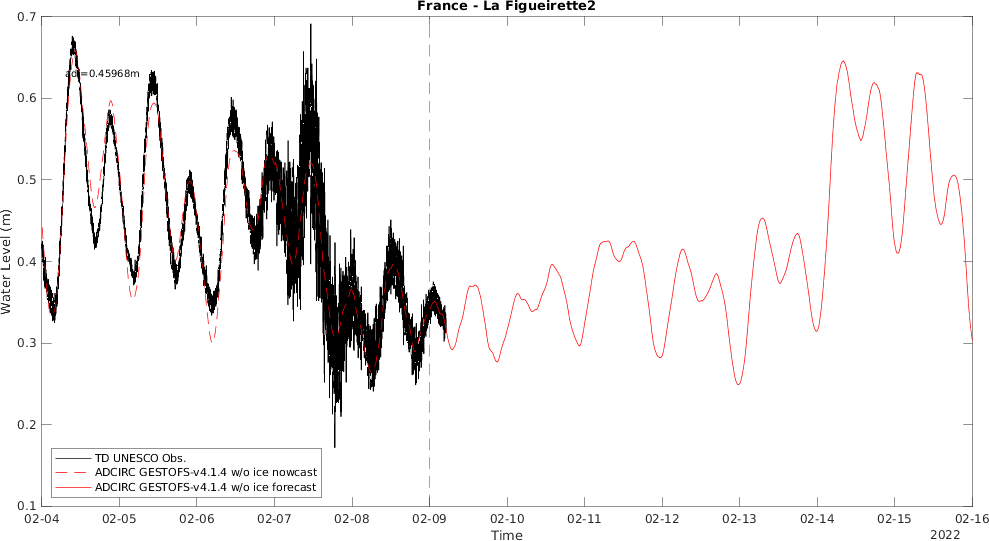 France - La Figueirette2
0.7
0.6
0.5
0.4
0.3
0.2
0.1
Water Level (m)
adj=0.45968m
TD UNESCO Obs.
ADCIRC GESTOFS-v4.1.4 w/o ice nowcast
ADCIRC GESTOFS-v4.1.4 w/o ice forecast
02-04 02-05 02-06 02-07 02-08 02-09 02-10 02-11 02-12 02-13 02-14 02-15 02-16
Time
2022